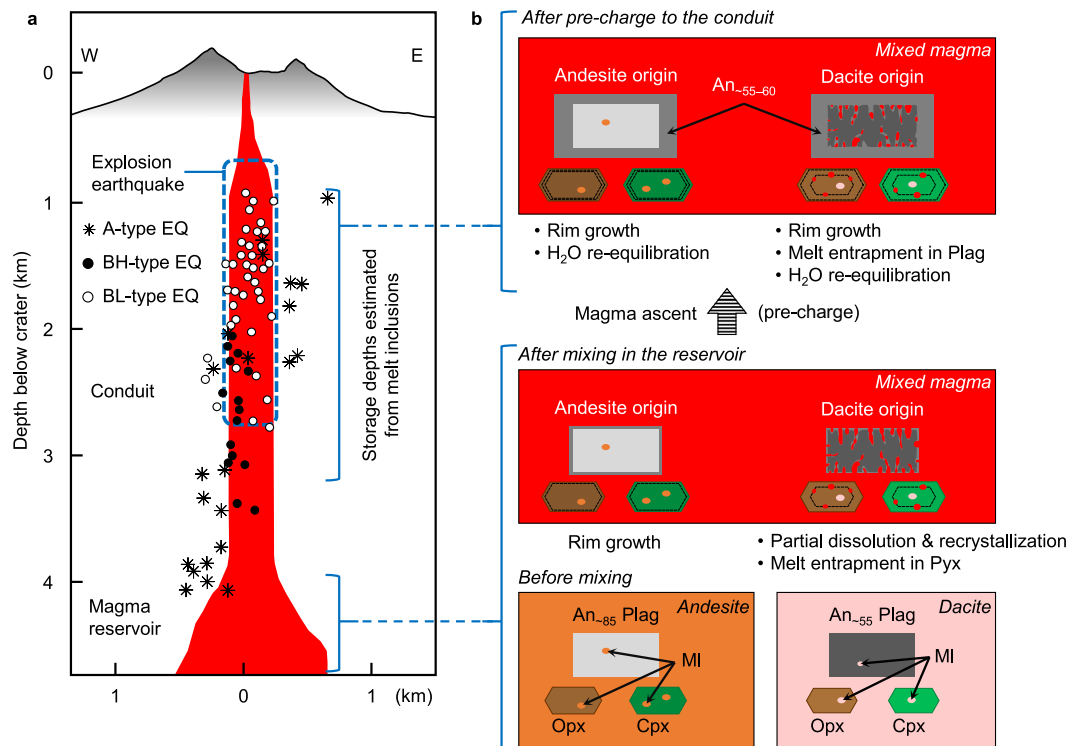 a
W
E
Depth below crater (km)
0
1
2
3
4
Explosion
earthquake
A-type EQ
BH-type EQ
BL-type EQ
Conduit
Magma
reservoir
1
0
1
(km)
Storage depths estimated
from melt inclusions
b
After pre-charge to the conduit
Mixed magma
Andesite origin
Dacite origin
An~55–60
• Rim growth
• H2O re-equilibration
• Rim growth
• Melt entrapment in Plag
• H2O re-equilibration
Magma ascent
(pre-charge)
After mixing in the reservoir
Mixed magma
Andesite origin
Dacite origin
Rim growth
• Partial dissolution & recrystallization
• Melt entrapment in Pyx
Before mixing
Andesite
An~85 Plag
MI
Opx
Cpx
Dacite
An~55 Plag
MI
Opx
Cpx